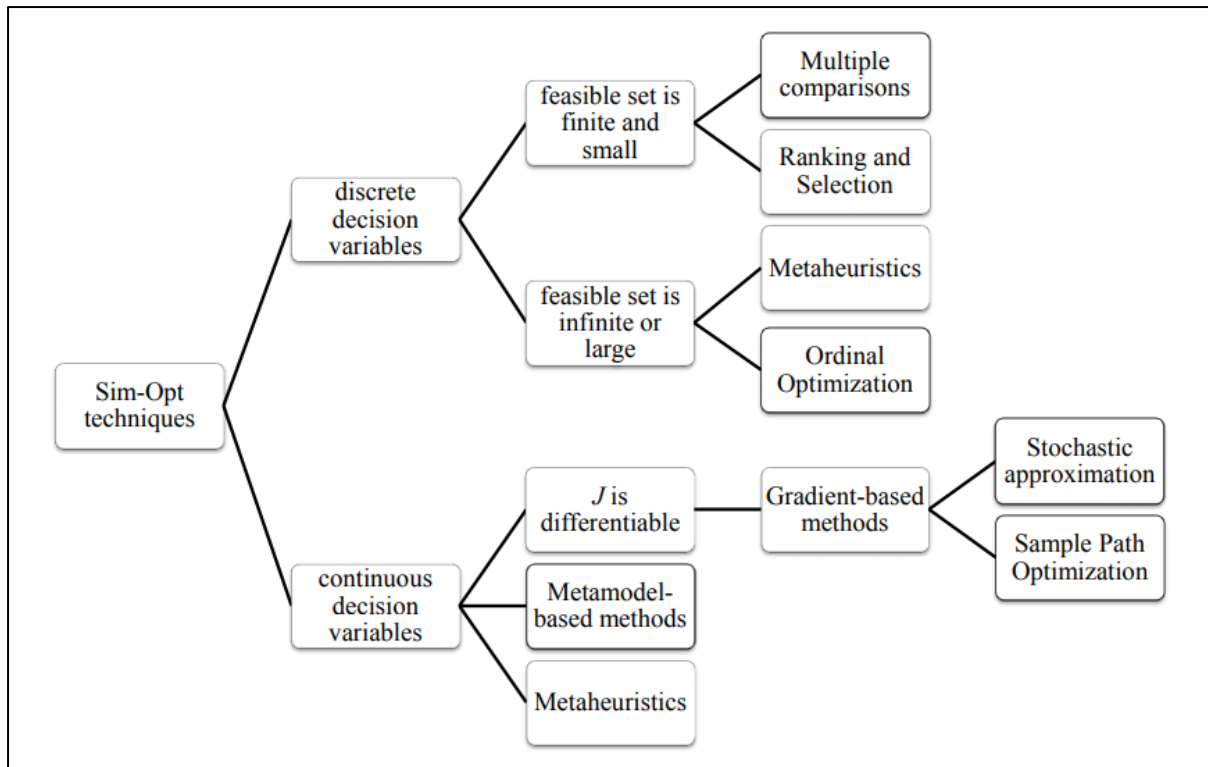 Sim-Opt
techniques
discrete
decision
variables
feasible set is
finite and
small
Multiple
comparisons
Ranking and
Selection
feasible set is
infinite or
large
Metaheuristics
Ordinal
Optimization
continuous
decision
variables
J is
differentiable
Gradient-based
methods
Stochastic
approximation
Sample Path
Optimization
Metamodel-
based methods
Metaheuristics